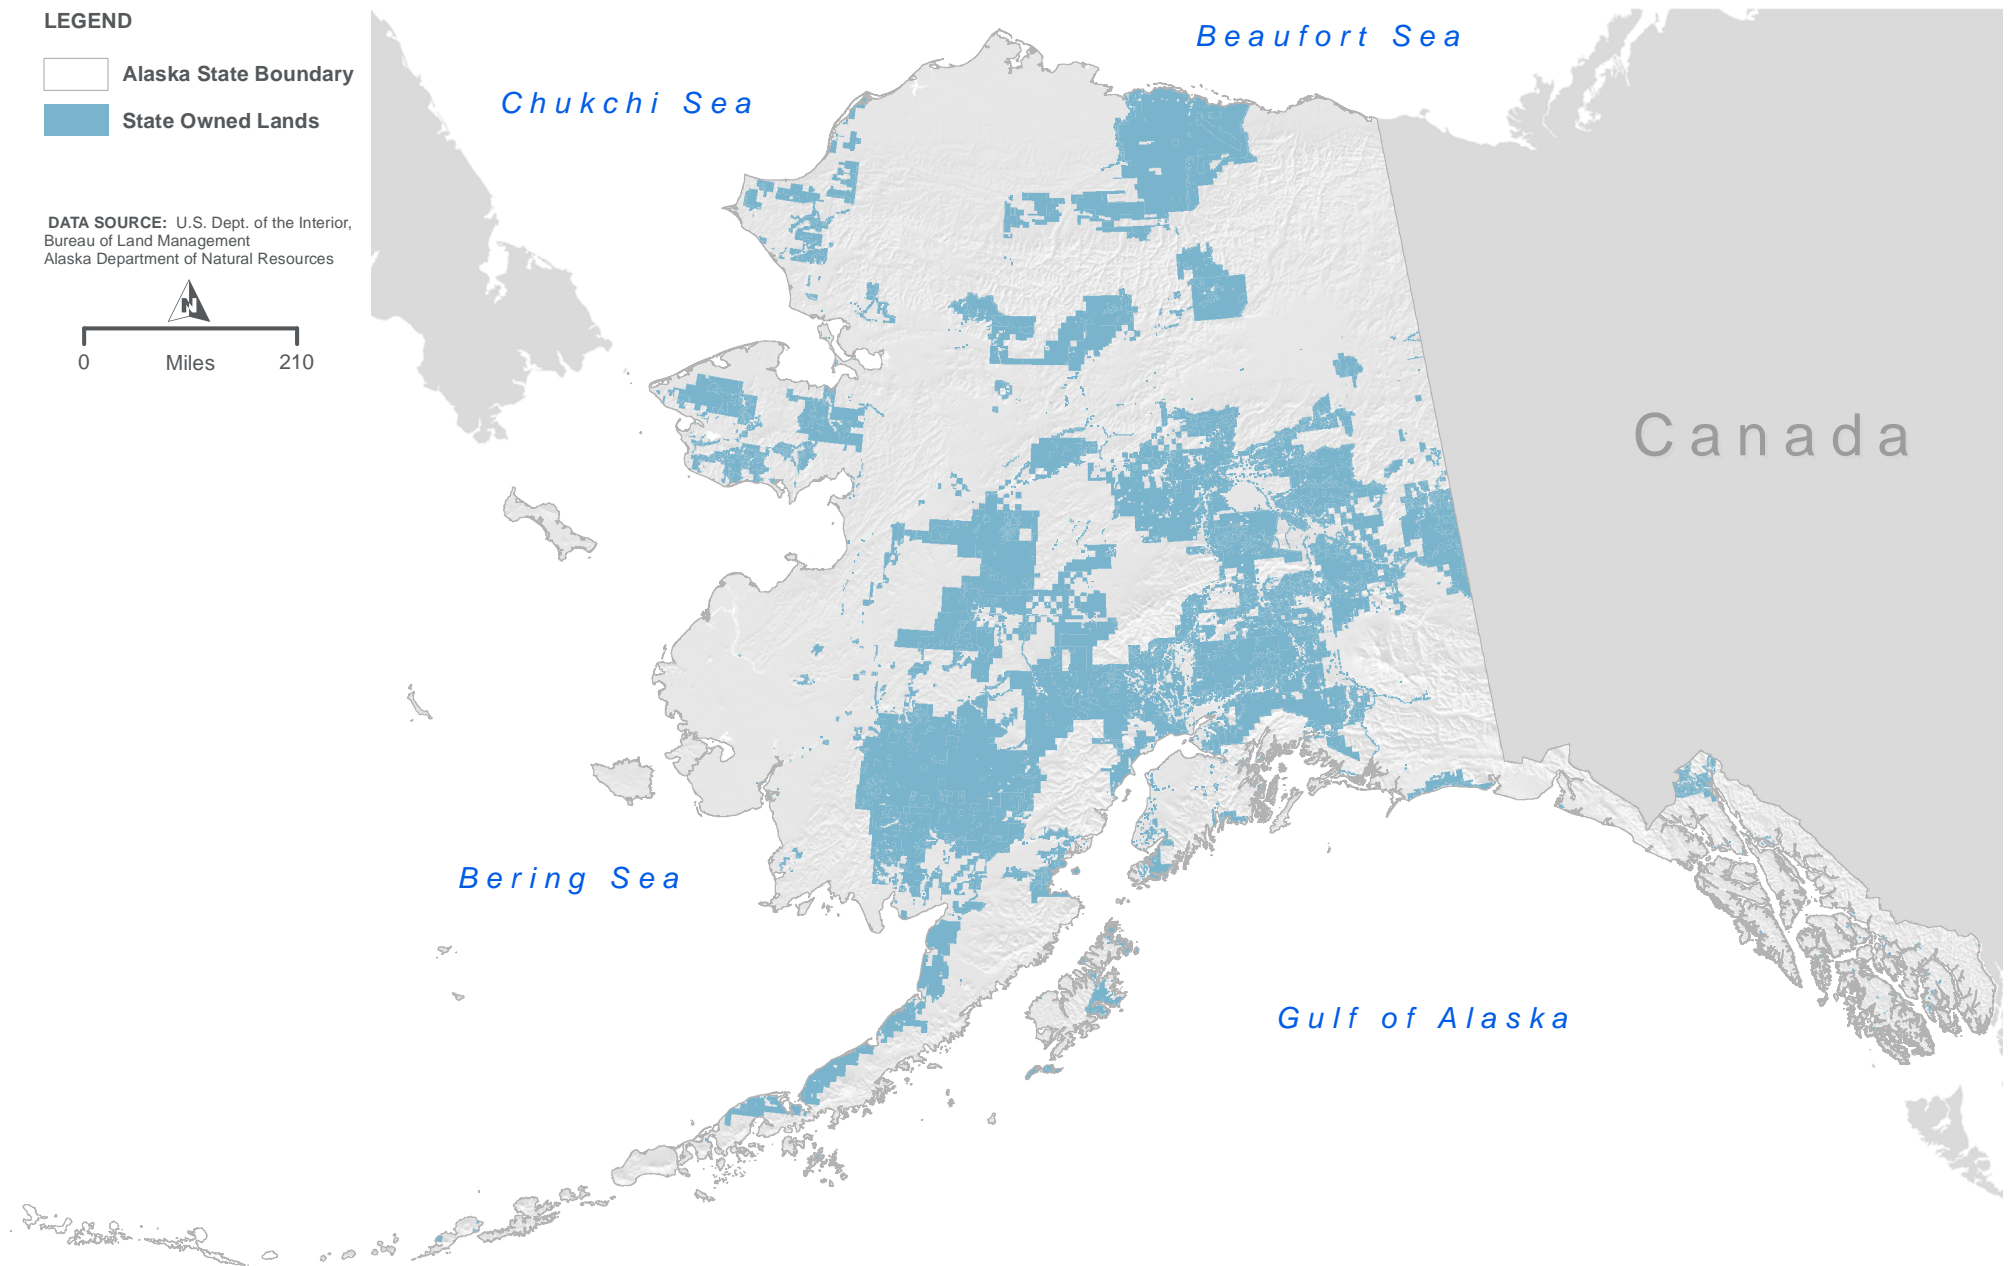 LEGEND
Alaska State Boundary
State Owned Lands
DATA SOURCE: U.S. Dept. of the Interior,
Bureau of Land Management
Alaska Department of Natural Resources
N
0 Miles 210
Beaufort Sea
Chukchi Sea
Canada
Bering Sea
Gulf of Alaska